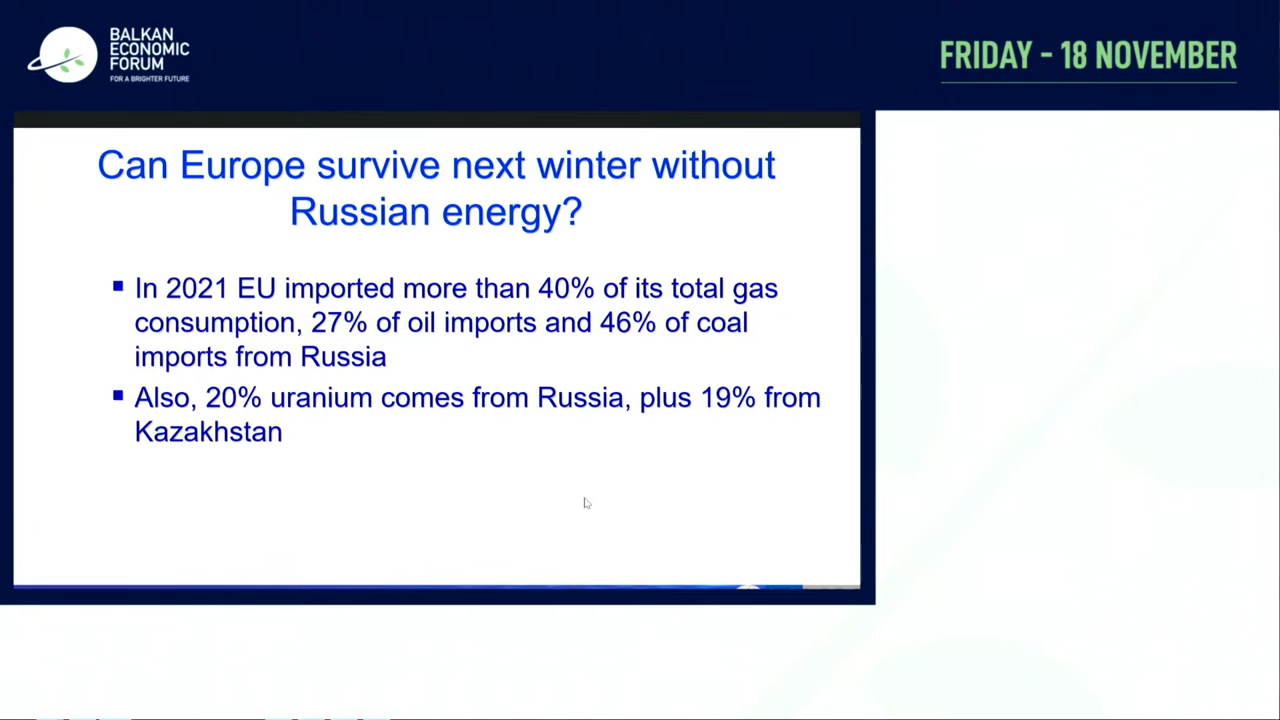 BALKAN
ECONOMIC
FORUM
FOR A BRIGHTER FUTURE
FRIDAY - 18 NOVEMBER
Can Europe survive next winter without
Russian energy?
In 2021 EU imported more than 40% of its total gas
consumption, 27% of oil imports and 46% of coal
imports from Russia
Also, 20% uranium comes from Russia, plus 19% from
Kazakhstan